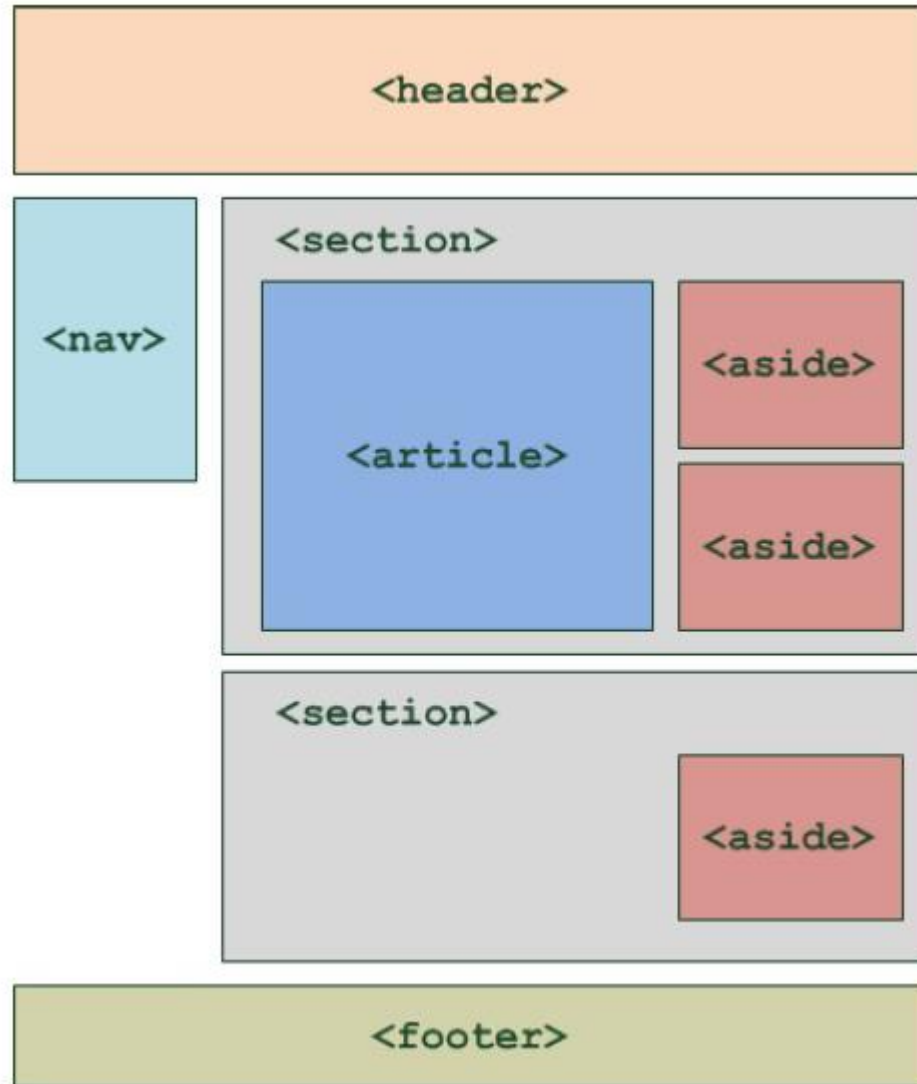 <header>
<nav>
<section>
<article>
<aside>
<aside>
<section>
<aside>
<footer>